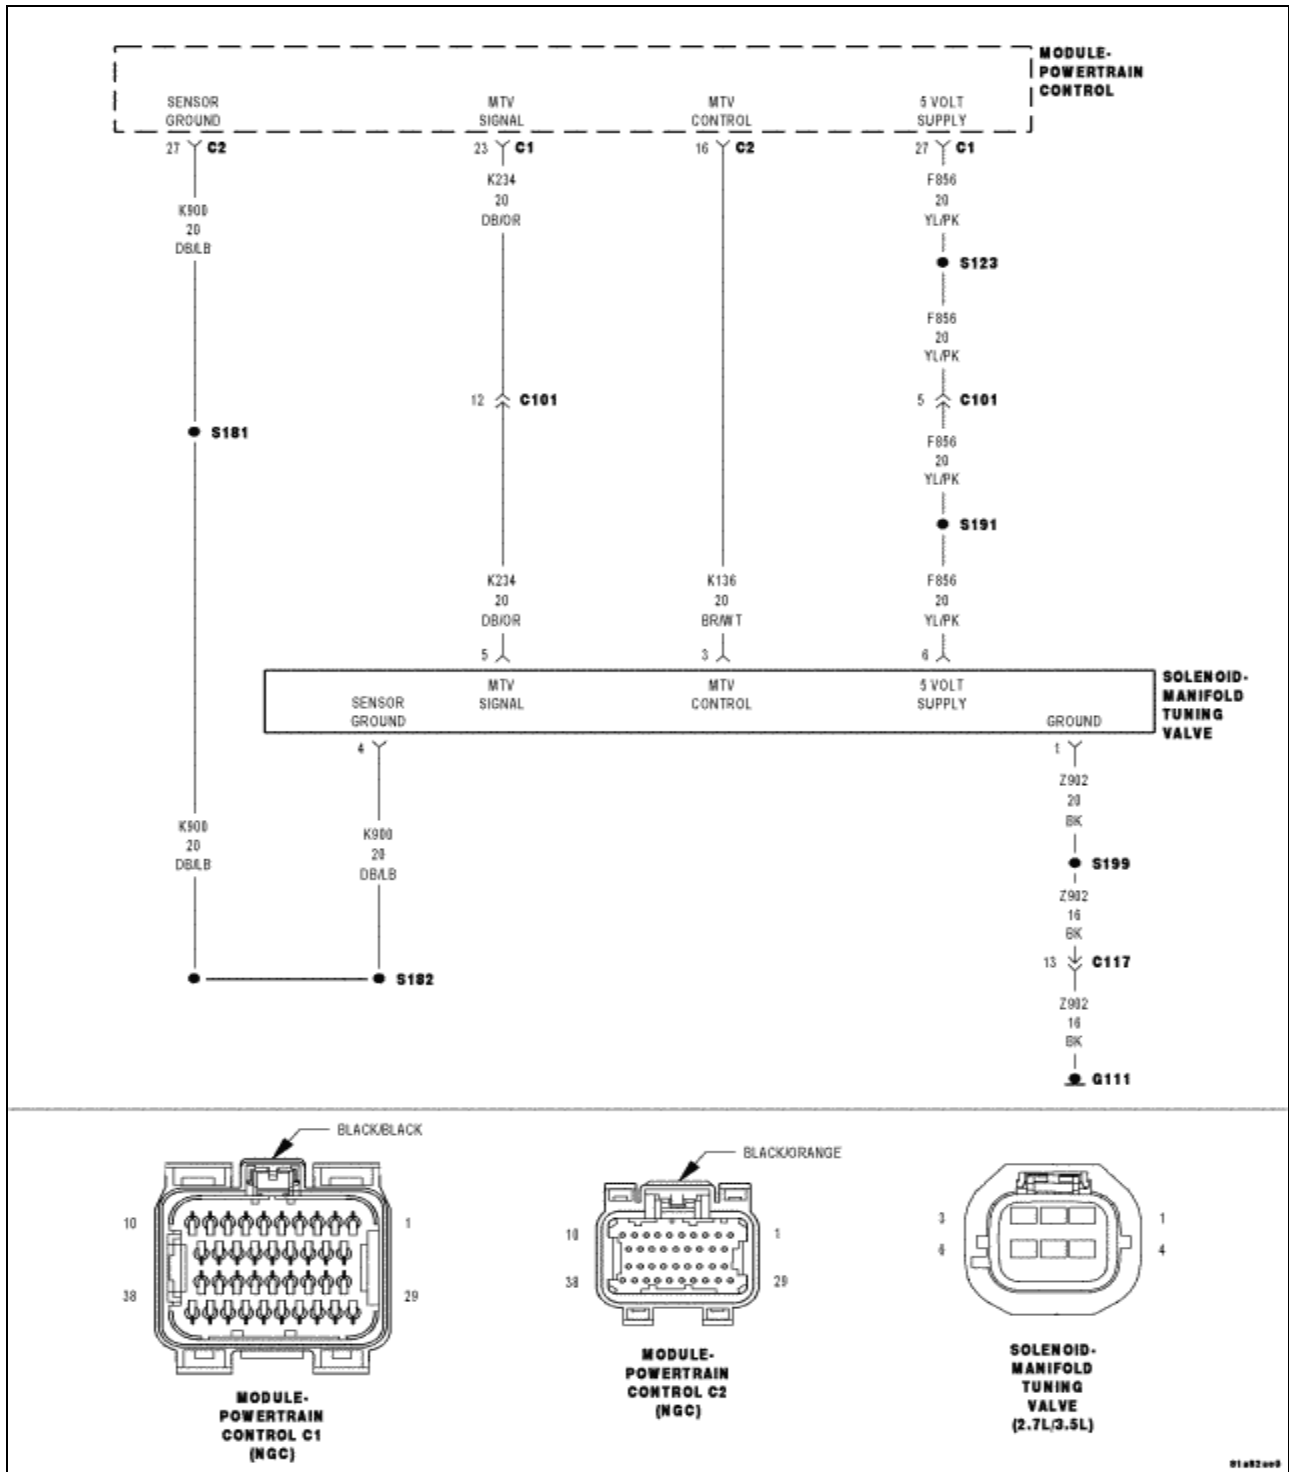 MODULE-
POWERTRAIN
CONTROL
SENSOR
GROUND
MTV
SIGNAL
MTV
CONTROL
5 VOLT
SUPPLY
27 C2
23 C1
16 C2
27 C1
K900
20
DB/LB
K234
20
DB/OR
F856
20
YL/PK
S123
F856
20
YL/PK
12 C101
5 C101
S181
F856
20
YL/PK
S191
K234
20
DB/OR
K136
20
BR/WT
F856
20
YL/PK
5
3
6
SOLENOID-
MANIFOLD
TUNING
VALVE
SENSOR
GROUND
MTV
SIGNAL
MTV
CONTROL
5 VOLT
SUPPLY
GROUND
4
1
Z902
20
BK
K900
20
DB/LB
K900
20
DB/LB
S199
Z902
16
BK
13 C117
S182
Z902
16
BK
G111
BLACK/BLACK
10
1
38
29
MODULE-
POWERTRAIN
CONTROL C1
(NGC)
BLACK/ORANGE
10
1
38
29
MODULE-
POWERTRAIN
CONTROL C2
(NGC)
3
1
6
4
SOLENOID-
MANIFOLD
TUNING
VALVE
(2.7L/3.5L)